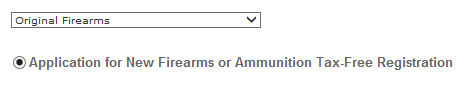 Original Firearms
Application for New Firearms or Ammunition Tax-Free Registration